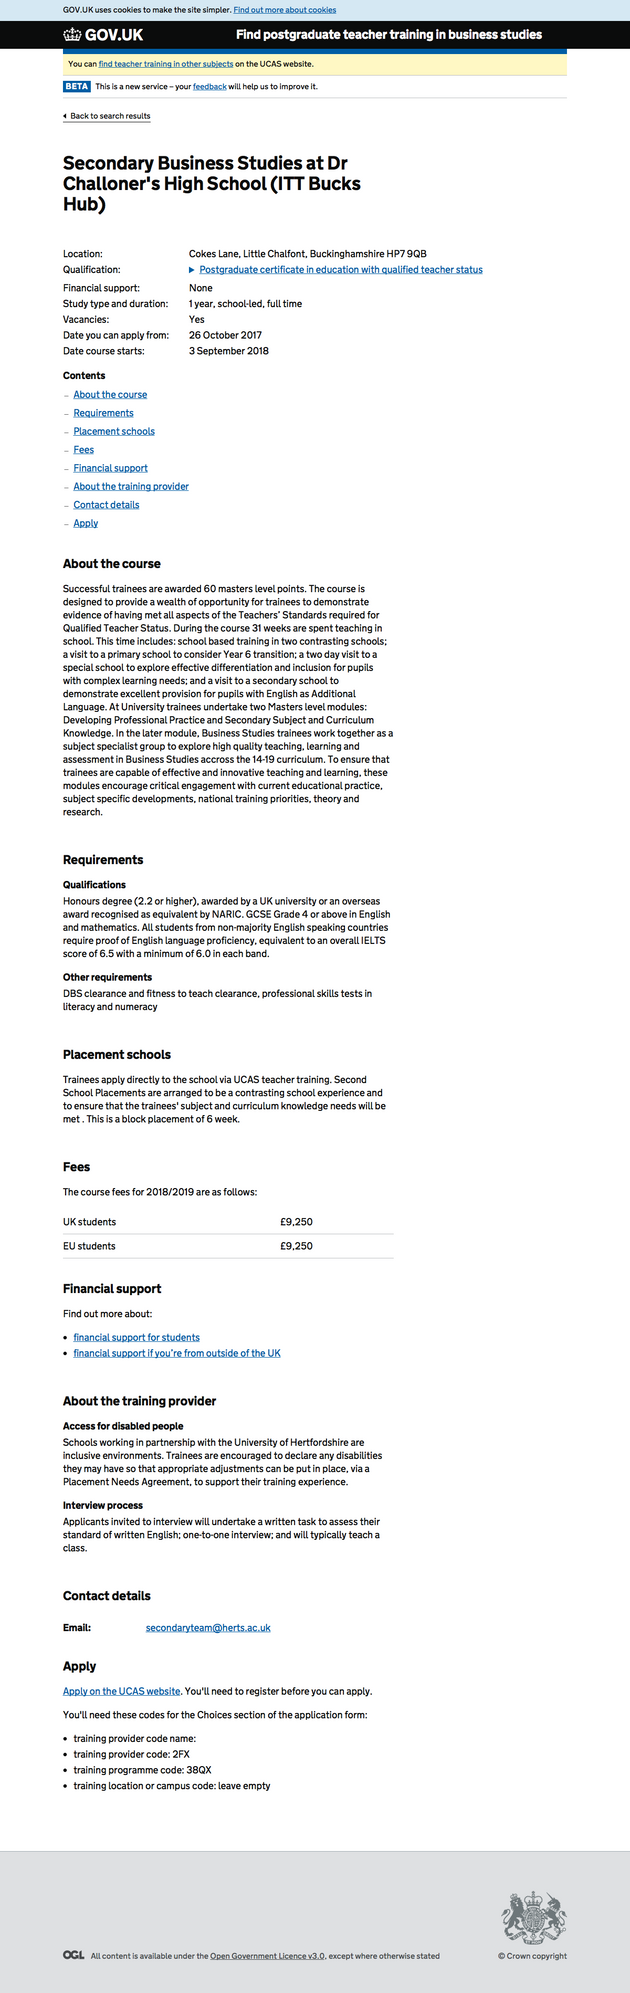 GOV.UK uses cookies to make the site simpler. Find out more about cookies
GOV.UK
Find postgraduate teacher training in business studies
You can find teacher training in other subjects on the UCAS website.
BETA This is a new service – your feedback will help us to improve it.
Back to search results
Secondary Business Studies at Dr
Challoner's High School (ITT Bucks
Hub)
Location: Cokes Lane, Little Chalfont, Buckinghamshire HP7 9QB
Qualification: Postgraduate certificate in education with qualified teacher status
Financial support: None
Study type and duration: 1 year, school-led, full time
Vacancies: Yes
Date you can apply from: 26 October 2017
Date course starts: 3 September 2018
Contents
– About the course
– Requirements
– Placement schools
– Fees
– Financial support
– About the training provider
– Contact details
– Apply
About the course
Successful trainees are awarded 60 masters level points. The course is
designed to provide a wealth of opportunity for trainees to demonstrate
evidence of having met all aspects of the Teachers' Standards required for
Qualified Teacher Status. During the course 31 weeks are spent teaching in
school. This time includes: school based training in two contrasting schools;
a visit to a primary school to consider Year 6 transition; a two day visit to a
special school to explore effective differentiation and inclusion for pupils
with complex learning needs; and a visit to a secondary school to
demonstrate excellent provision for pupils with English as Additional
Language. At University trainees undertake two Masters level modules:
Developing Professional Practice and Secondary Subject and Curriculum
Knowledge. In the later module, Business Studies trainees work together as a
subject specialist group to explore high quality teaching, learning and
assessment in Business Studies accross the 14-19 curriculum. To ensure that
trainees are capable of effective and innovative teaching and learning, these
modules encourage critical engagement with current educational practice,
subject specific developments, national training priorities, theory and
research.
Requirements
Qualifications
Honours degree (2.2 or higher), awarded by a UK university or an overseas
award recognised as equivalent by NARIC. GCSE Grade 4 or above in English
and mathematics. All students from non-majority English speaking countries
require proof of English language proficiency, equivalent to an overall IELTS
score of 6.5 with a minimum of 6.0 in each band.
Other requirements
DBS clearance and fitness to teach clearance, professional skills tests in
literacy and numeracy
Placement schools
Trainees apply directly to the school via UCAS teacher training. Second
School Placements are arranged to be a contrasting school experience and
to ensure that the trainees' subject and curriculum knowledge needs will be
met . This is a block placement of 6 week.
Fees
The course fees for 2018/2019 are as follows:
UK students £9,250
EU students £9,250
Financial support
Find out more about:
• financial support for students
• financial support if you're from outside of the UK
About the training provider
Access for disabled people
Schools working in partnership with the University of Hertfordshire are
inclusive environments. Trainees are encouraged to declare any disabilities
they may have so that appropriate adjustments can be put in place, via a
Placement Needs Agreement, to support their training experience.
Interview process
Applicants invited to interview will undertake a written task to assess their
standard of written English; one-to-one interview; and will typically teach a
class.
Contact details
Email: secondaryteam@herts.ac.uk
Apply
Apply on the UCAS website. You'll need to register before you can apply.
You'll need these codes for the Choices section of the application form:
• training provider code name:
• training provider code: 2FX
• training programme code: 38QX
• training location or campus code: leave empty
OGL All content is available under the Open Government Licence v3.0, except where otherwise stated
© Crown copyright